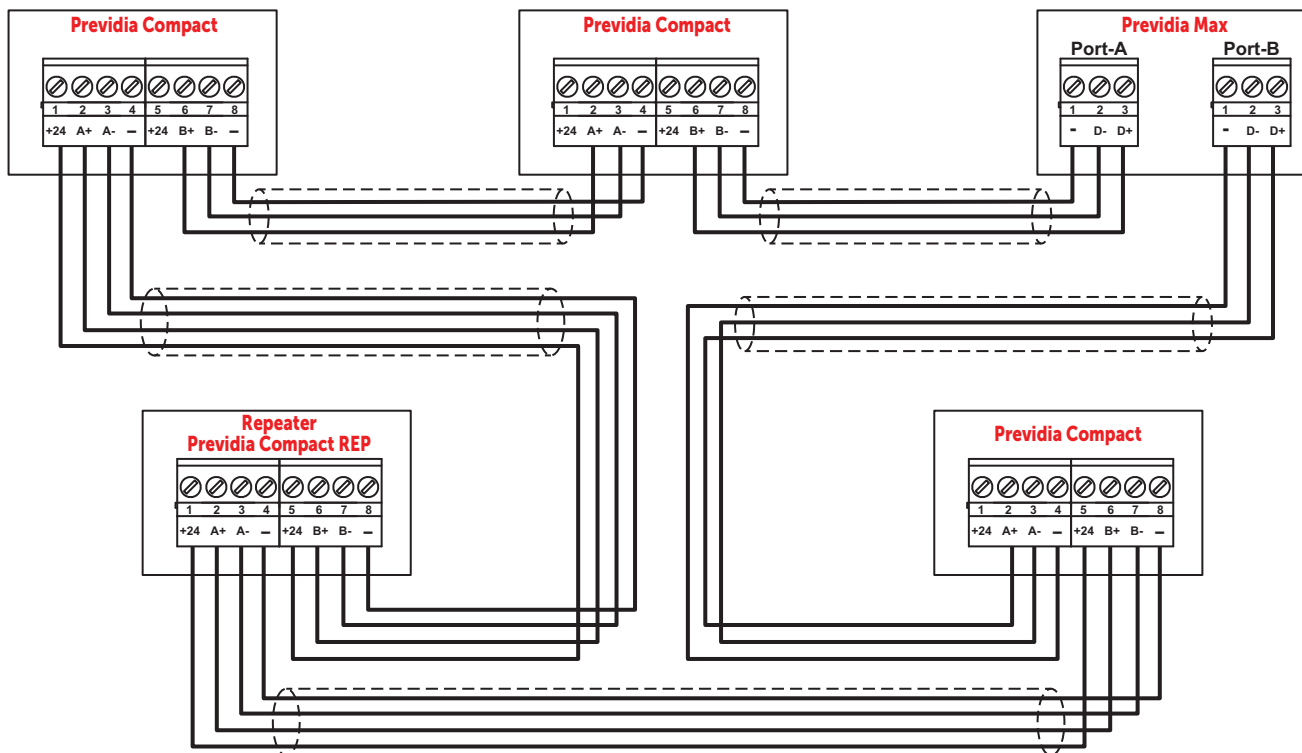 Previdia Compact
1 2 3 4 5 6 7 8
+24 A+ A- – +24 B+ B- –
Previdia Compact
1 2 3 4 5 6 7 8
+24 A+ A- – +24 B+ B- –
Previdia Max
Port-A Port-B
1 2 3 1 2 3
- D- D+ - D- D+
Repeater
Previdia Compact REP
1 2 3 4 5 6 7 8
+24 A+ A- – +24 B+ B- –
Previdia Compact
1 2 3 4 5 6 7 8
+24 A+ A- – +24 B+ B- –